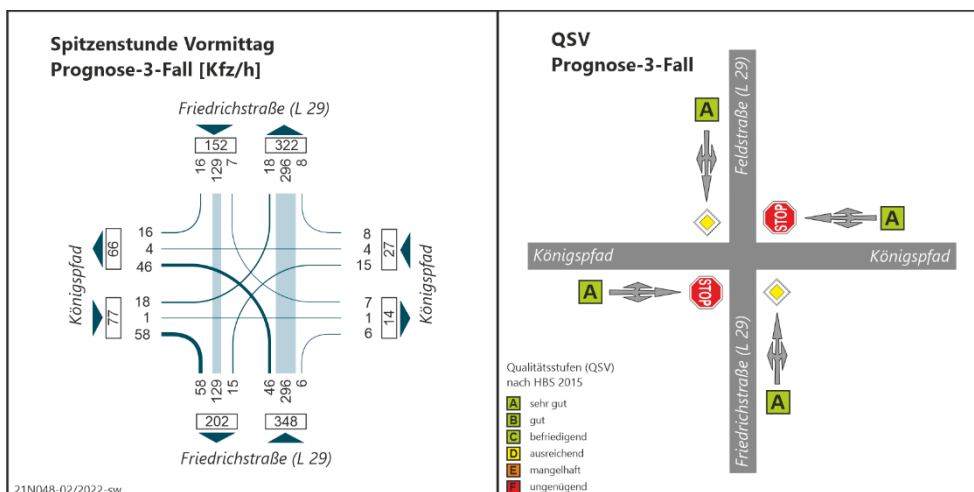 Spitzenstunde Vormittag
Prognose-3-Fall [Kfz/h]
Friedrichstraße (L 29)
152 322
16 129 7 18 296 8
Königspfad
66
16
4
46
77
18
1
58
8
4
15
27
7
1
6
14
Königspfad
58 129 15 46 296 6
202 348
Friedrichstraße (L 29)
21N048-02/2022-sw
QSV
Prognose-3-Fall
Feldstraße (L 29)
A
STOP
A
Königspfad Königspfad
A
STOP
Friedrichstraße (L 29)
A
Qualitätsstufen (QSV)
nach HBS 2015
A sehr gut
B gut
C befriedigend
D ausreichend
E mangelhaft
F ungenügend